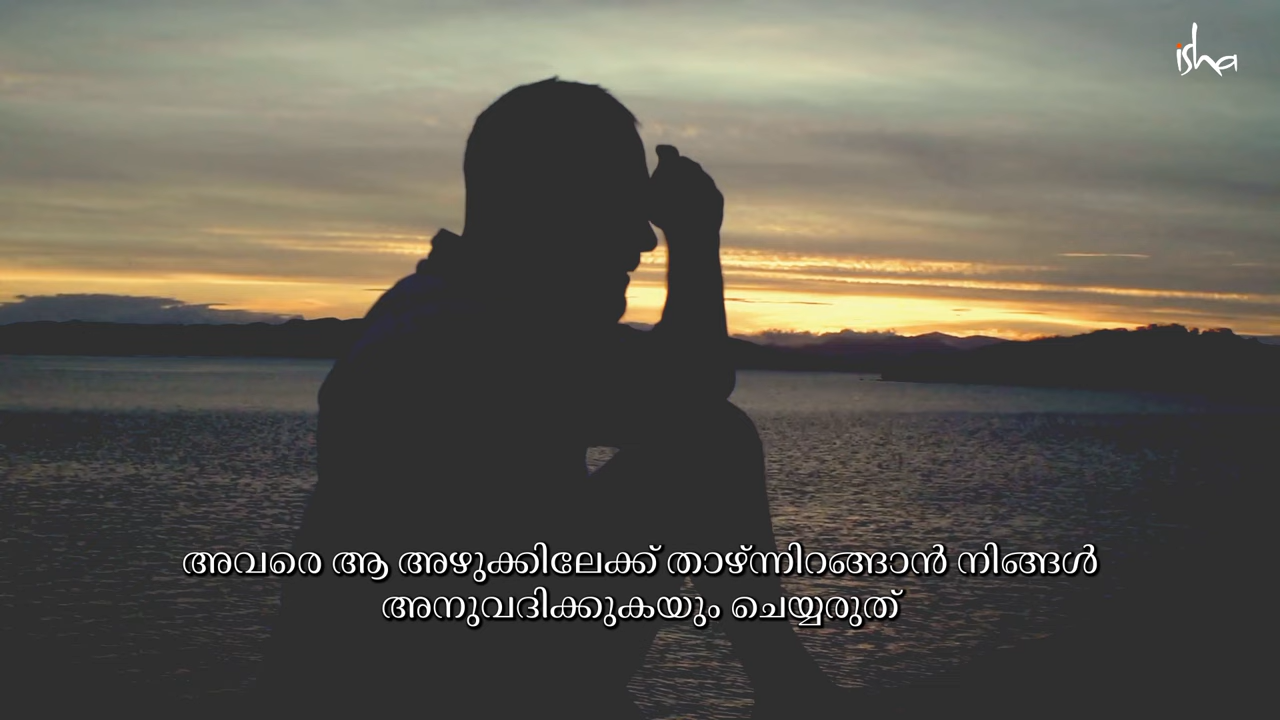 isha
അവരെ ആ അഴുക്കിലേക്ക് താഴ്ന്നിറങ്ങാൻ നിങ്ങൾ
അനുവദിക്കുകയും ചെയ്യരുത്